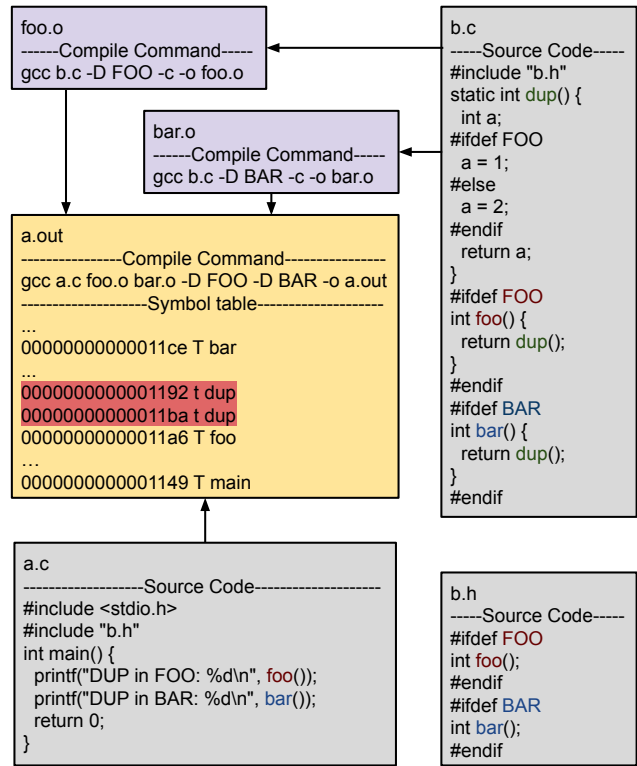 foo.o
------Compile Command-----
gcc b.c -D FOO -c -o foo.o
bar.o
------Compile Command-----
gcc b.c -D BAR -c -o bar.o
a.out
----------------Compile Command----------------
gcc a.c foo.o bar.o -D FOO -D BAR -o a.out
--------------------Symbol table--------------------
...
00000000000011ce T bar
...
0000000000001192 t dup
00000000000011ba t dup
00000000000011a6 T foo
...
0000000000001149 T main
a.c
-------------------Source Code--------------------
#include <stdio.h>
#include "b.h"
int main() {
  printf("DUP in FOO: %d\n", foo());
  printf("DUP in BAR: %d\n", bar());
  return 0;
}
b.c
-----Source Code-----
#include "b.h"
static int dup() {
  int a;
#ifdef FOO
  a = 1;
#else
  a = 2;
#endif
  return a;
}
#ifdef FOO
int foo() {
  return dup();
}
#endif
#ifdef BAR
int bar() {
  return dup();
}
#endif
b.h
-----Source Code-----
#ifdef FOO
int foo();
#endif
#ifdef BAR
int bar();
#endif